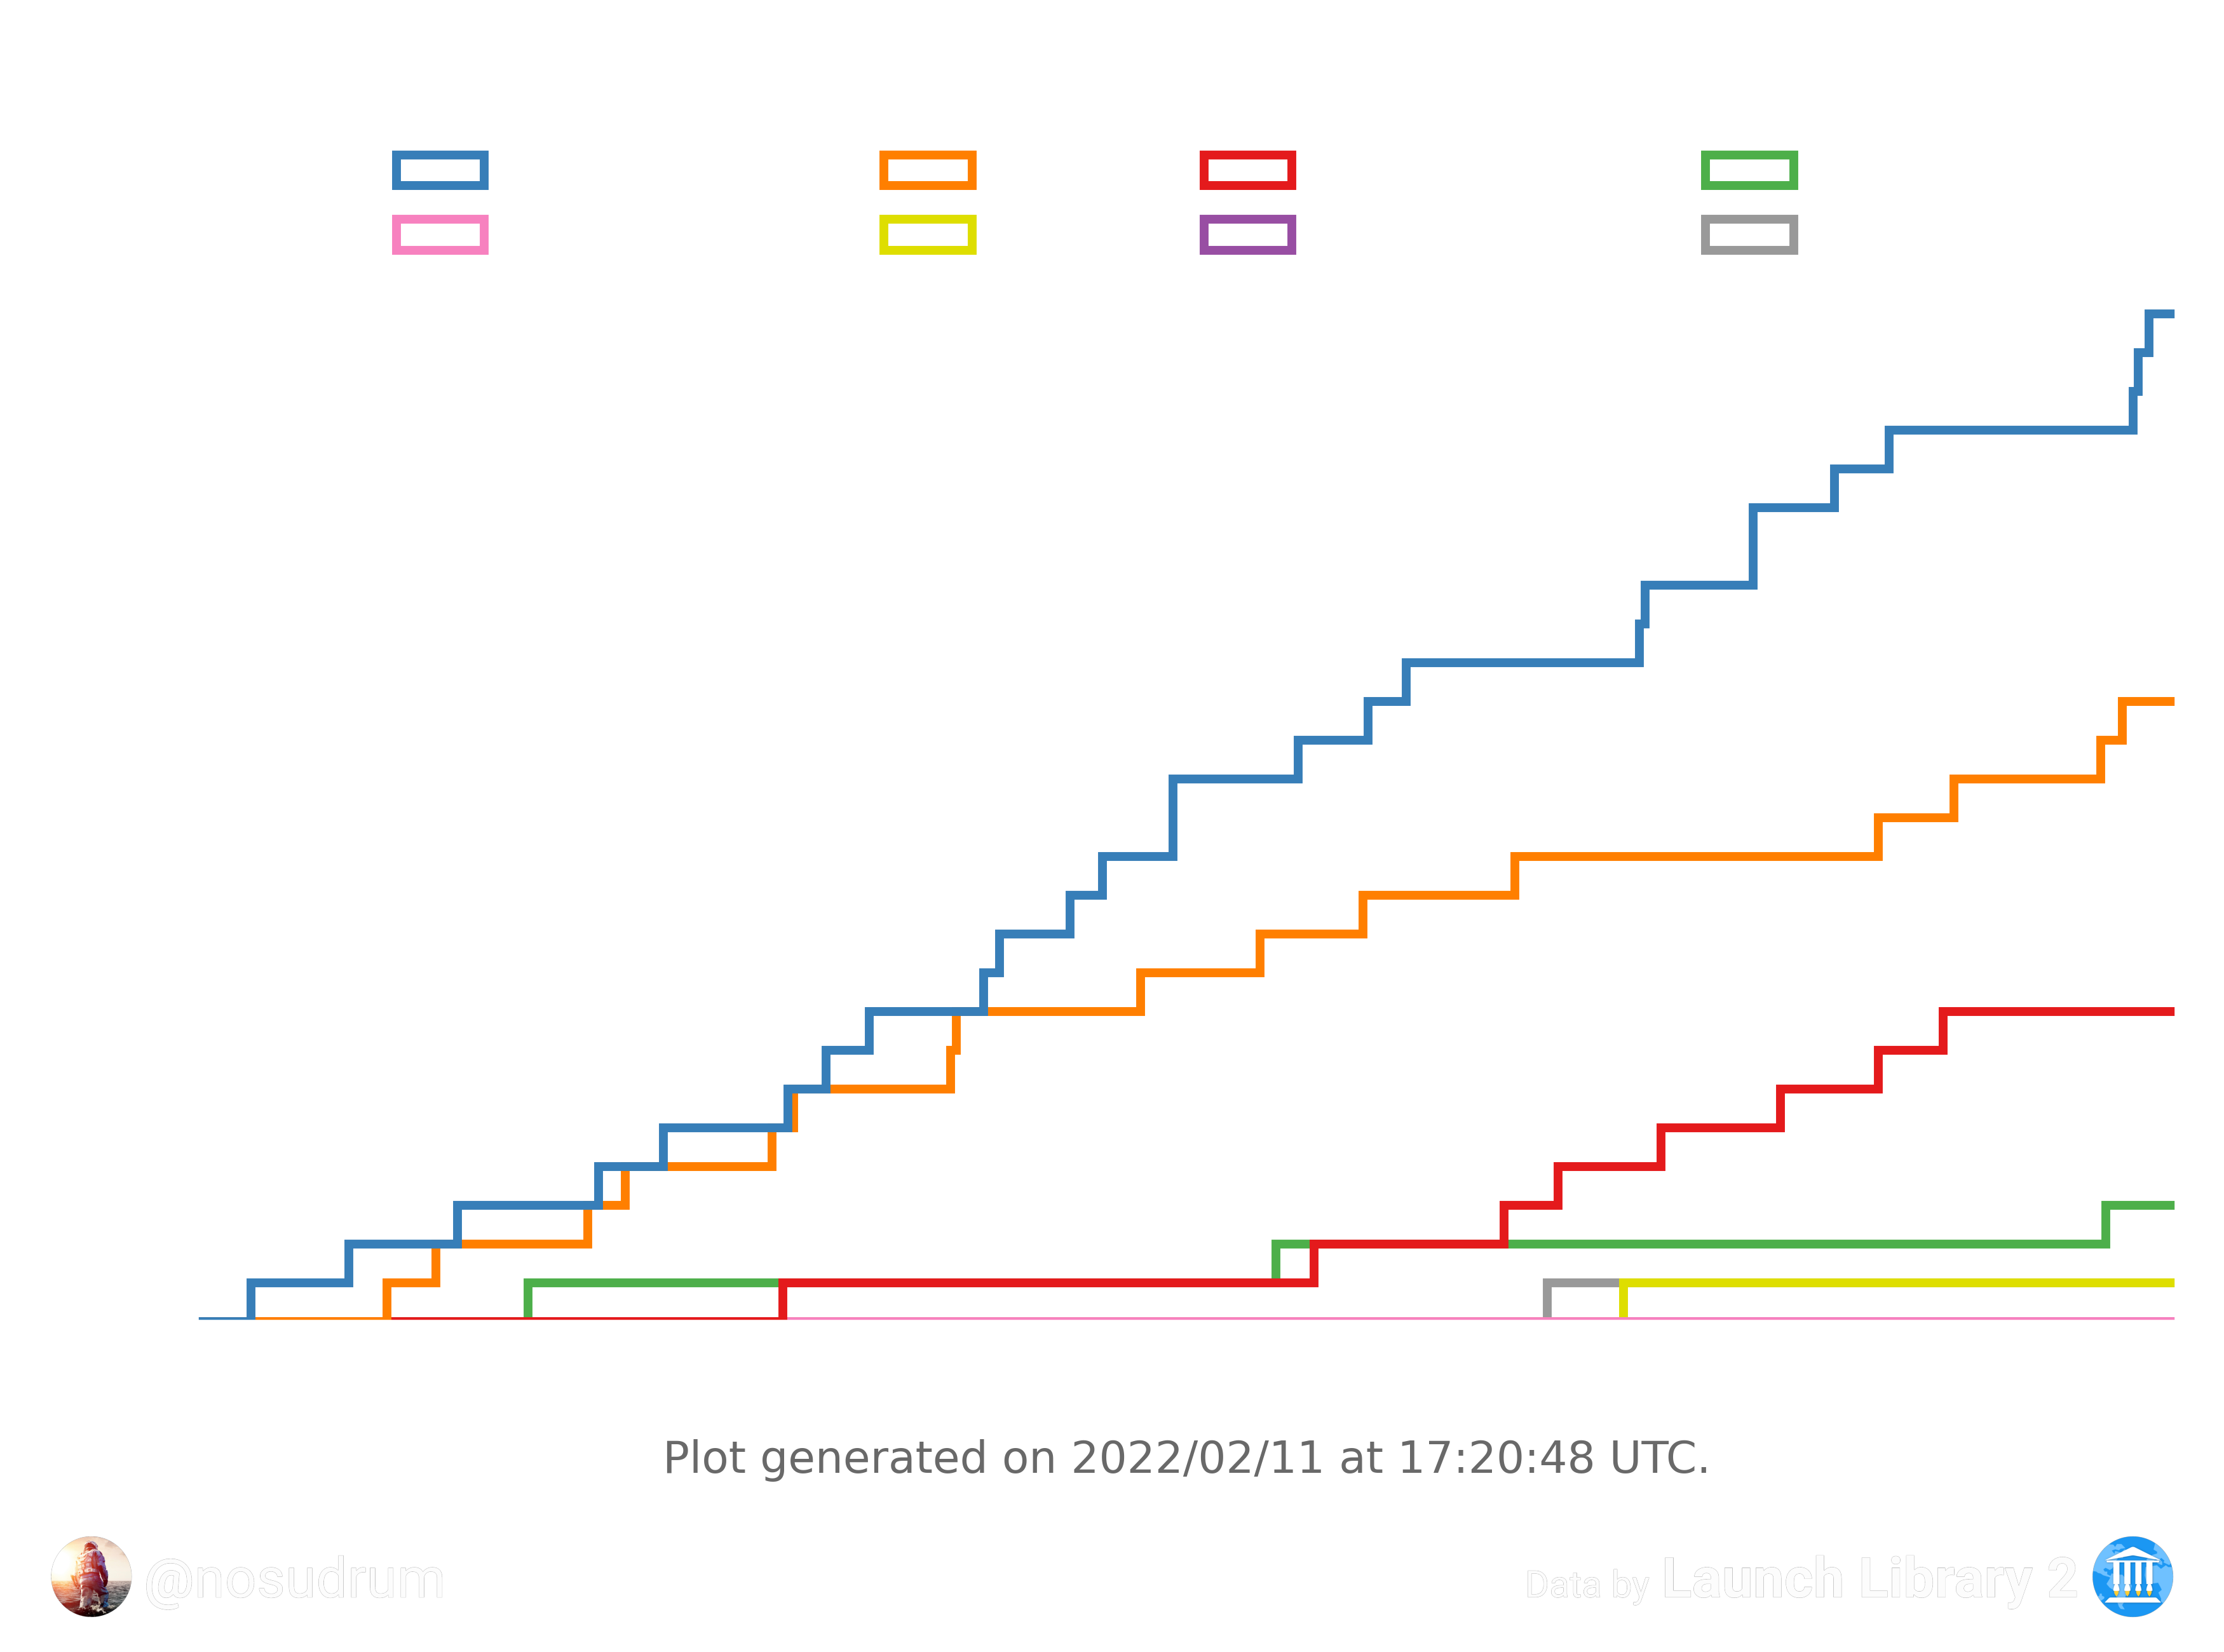 Plot generated on 2022/02/11 at 17:20:48 UTC.
@nosudrum
Data by Launch Library 2